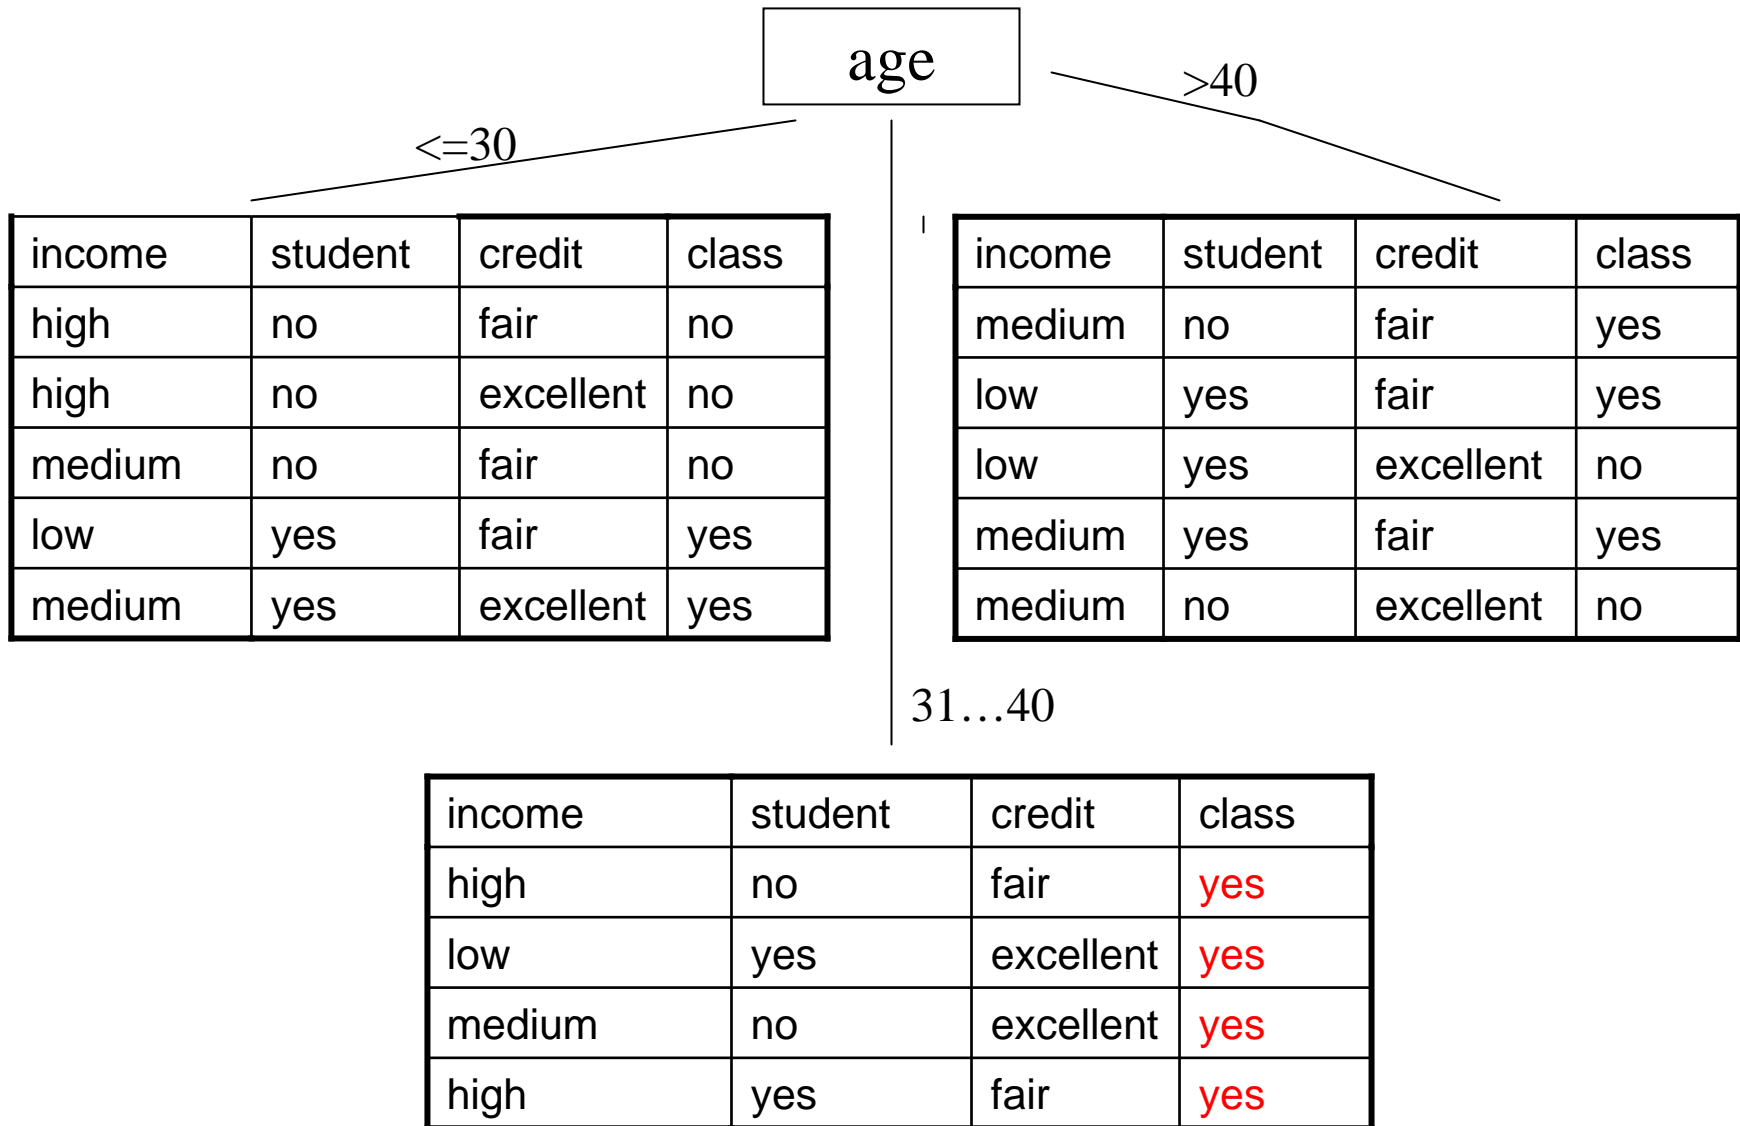 age
<=30
>40
income student credit class
high no fair no
high no excellent no
medium no fair no
low yes fair yes
medium yes excellent yes
income student credit class
medium no fair yes
low yes fair yes
low yes excellent no
medium yes fair yes
medium no excellent no
31…40
income student credit class
high no fair yes
low yes excellent yes
medium no excellent yes
high yes fair yes